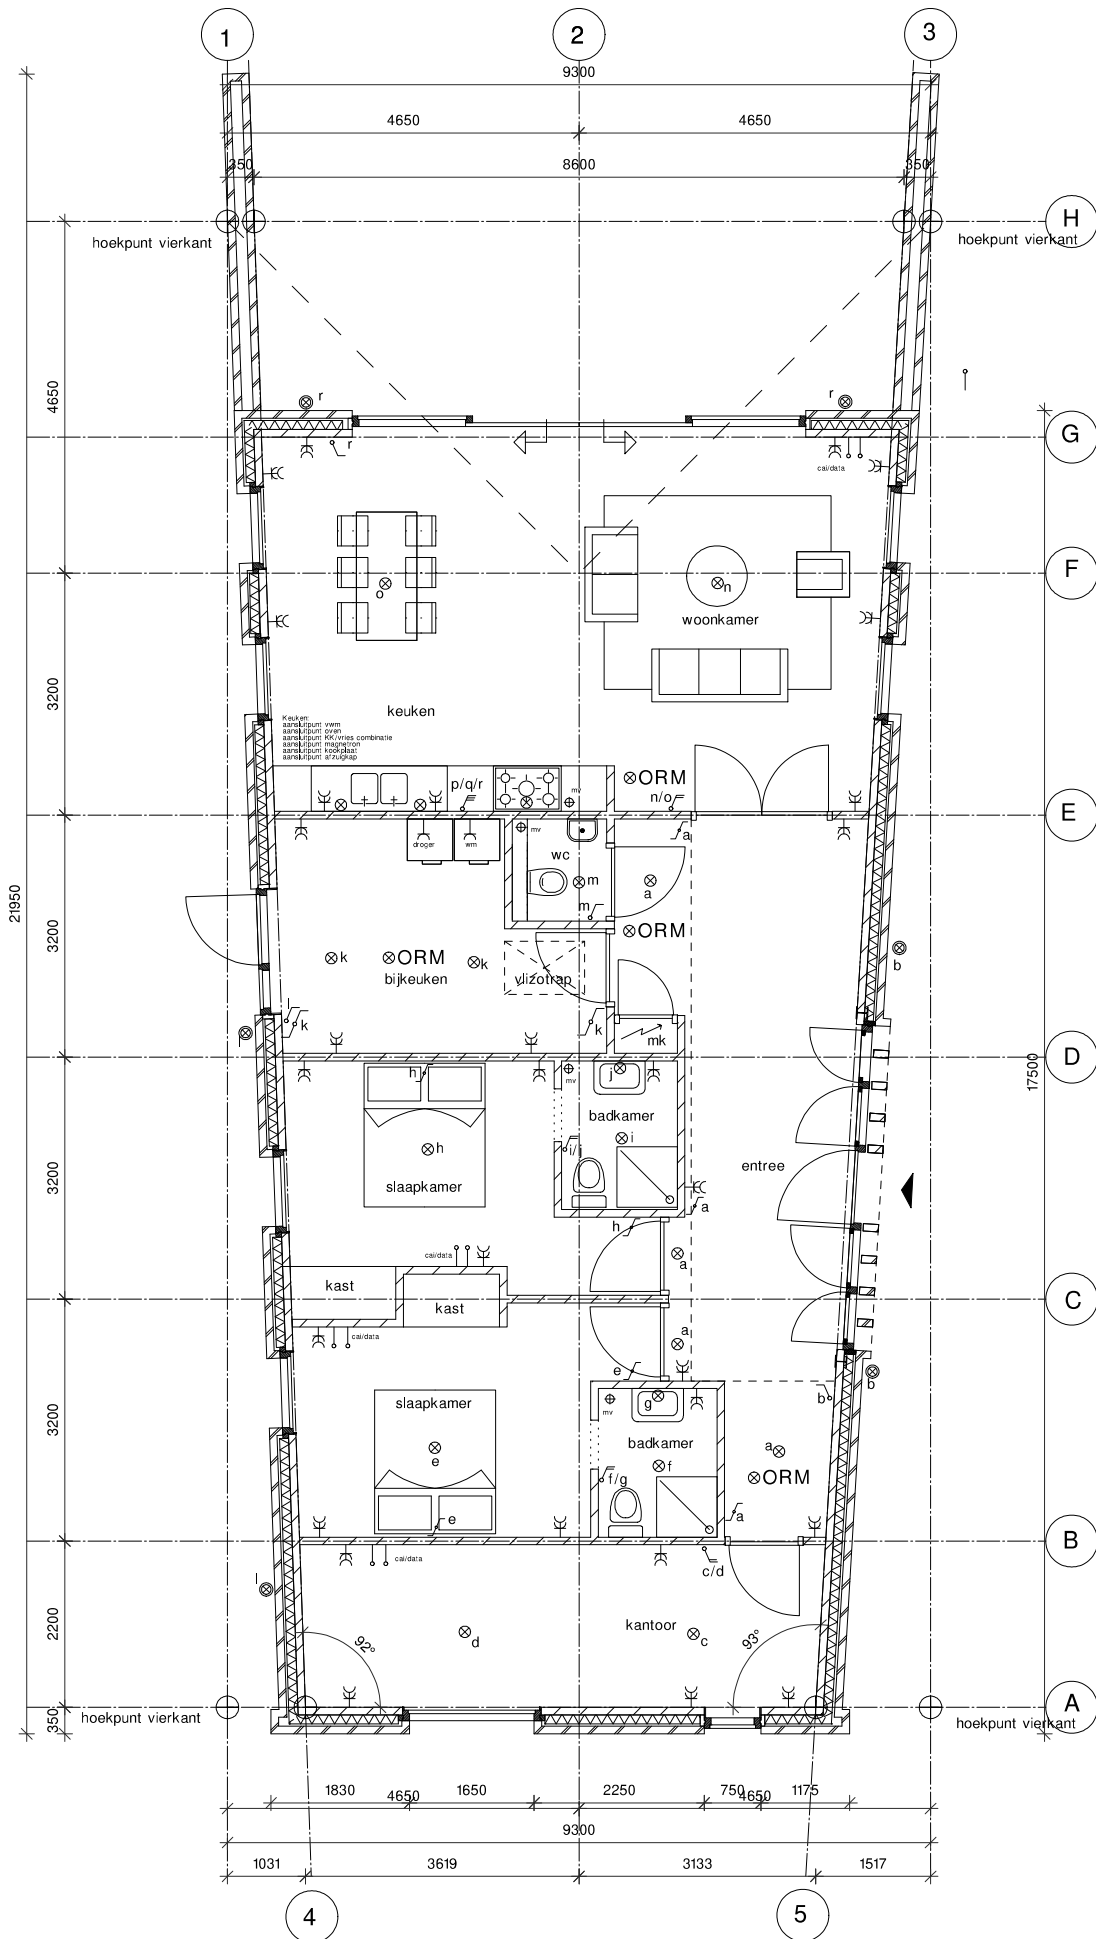 1
2
3
9300
4650
4650
350
8600
350
H
hoekpunt vierkant
hoekpunt vierkant
4650
r
r
r
G
cai/data
F
o
n
woonkamer
3200
keuken
Keuken:
aansluitpunt vwm
aansluitpunt oven
aansluitpunt KK/vries combinatie
aansluitpunt magnetron
aansluitpunt kookplaat
aansluitpunt afzuigkap
p/q/r
mv
ORM
n/o
E
mv
a
droger
wm
wc
m
a
m
21950
3200
ORM
b
k
ORM
k
bijkeuken
vlizotrap
l
k
k
mk
l
D
17500
mv
h
j
badkamer
i
h
i/j
entree
slaapkamer
3200
a
h
cai/data
a
kast
kast
C
cai/data
a
e
b
b
slaapkamer
g
mv
badkamer
3200
e
a
f
ORM
f/g
e
a
B
cai/data
c/d
l
2200
kantoor
92°
d
c
93°
A
350
hoekpunt vierkant
hoekpunt vierkant
1830
4650
1650
2250
750
4650
1175
9300
1031
3619
3133
1517
4
5